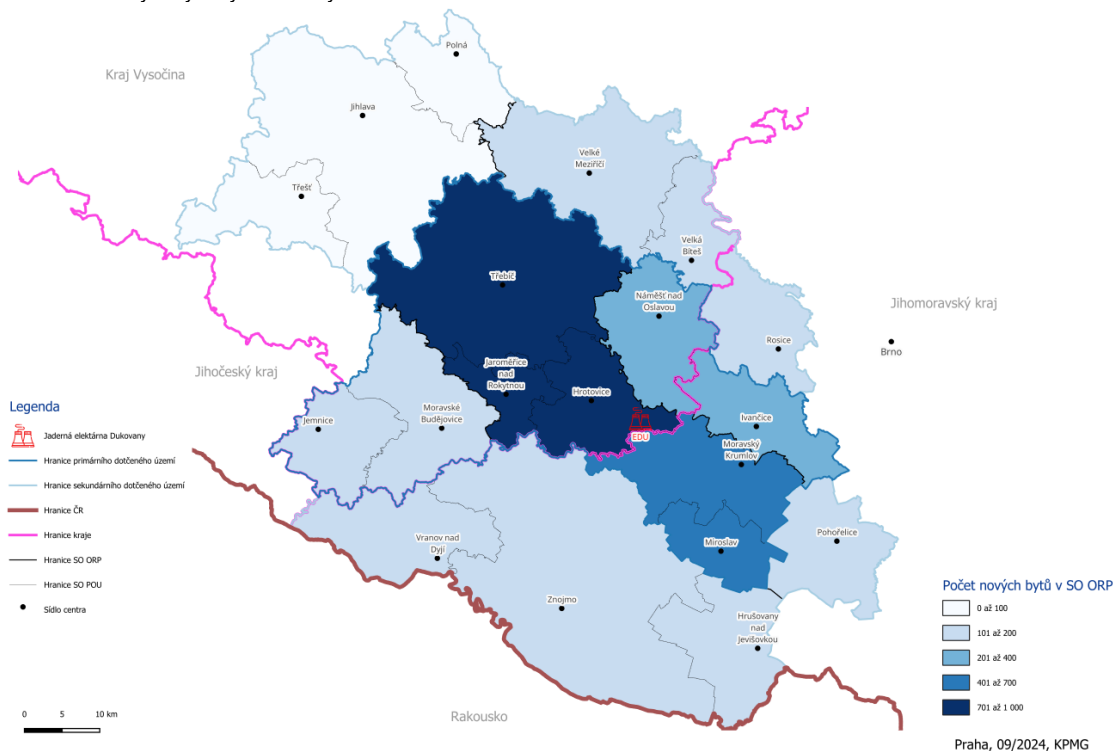 Polná
Kraj Vysočina
Jihlava
Velké
Meziříčí
Třešť
Velká
Bíteš
Třebíč
Náměšť nad
Oslavou
Jihomoravský kraj
Rosice
Brno
Jihočeský kraj
Jaroměřice
nad
Rokytnou
Hrotovice
Moravské
Budějovice
Jemnice
Ivančice
EDU
Moravský
Krumlov
Pohořelice
Miroslav
Vranov nad
Dyjí
Znojmo
Hrušovany
nad
Jevišovkou
Rakousko
Legenda
Jaderná elektárna Dukovany
Hranice primárního dotčeného území
Hranice sekundárního dotčeného území
Hranice ČR
Hranice kraje
Hranice SO ORP
Hranice SO POU
Sídlo centra
0 5 10 km
Počet nových bytů v SO ORP
0 až 100
101 až 200
201 až 400
401 až 700
701 až 1 000
Praha, 09/2024, KPMG